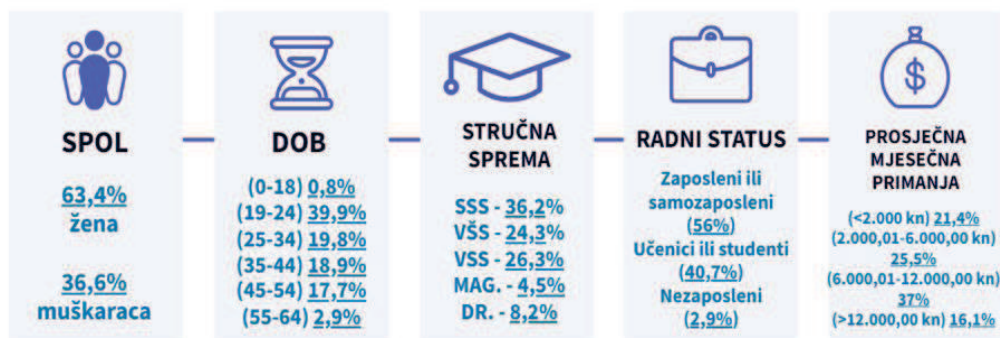 SPOL
63,4%
žena
36,6%
muškaraca
DOB
(0-18) 0,8%
(19-24) 39,9%
(25-34) 19,8%
(35-44) 18,9%
(45-54) 17,7%
(55-64) 2,9%
STRUČNA
SPREMA
SSS - 36,2%
VŠS - 24,3%
VSS - 26,3%
MAG. - 4,5%
DR. - 8,2%
RADNI STATUS
Zaposleni ili
samozaposleni
(56%)
Učenici ili studenti
(40,7%)
Nezaposleni
(2,9%)
$
PROSJEČNA
MJESEČNA
PRIMANJA
(<2.000 kn) 21,4%
(2.000,01-6.000,00 kn)
25,5%
(6.000,01-12.000,00 kn)
37%
(>12.000,00 kn) 16,1%